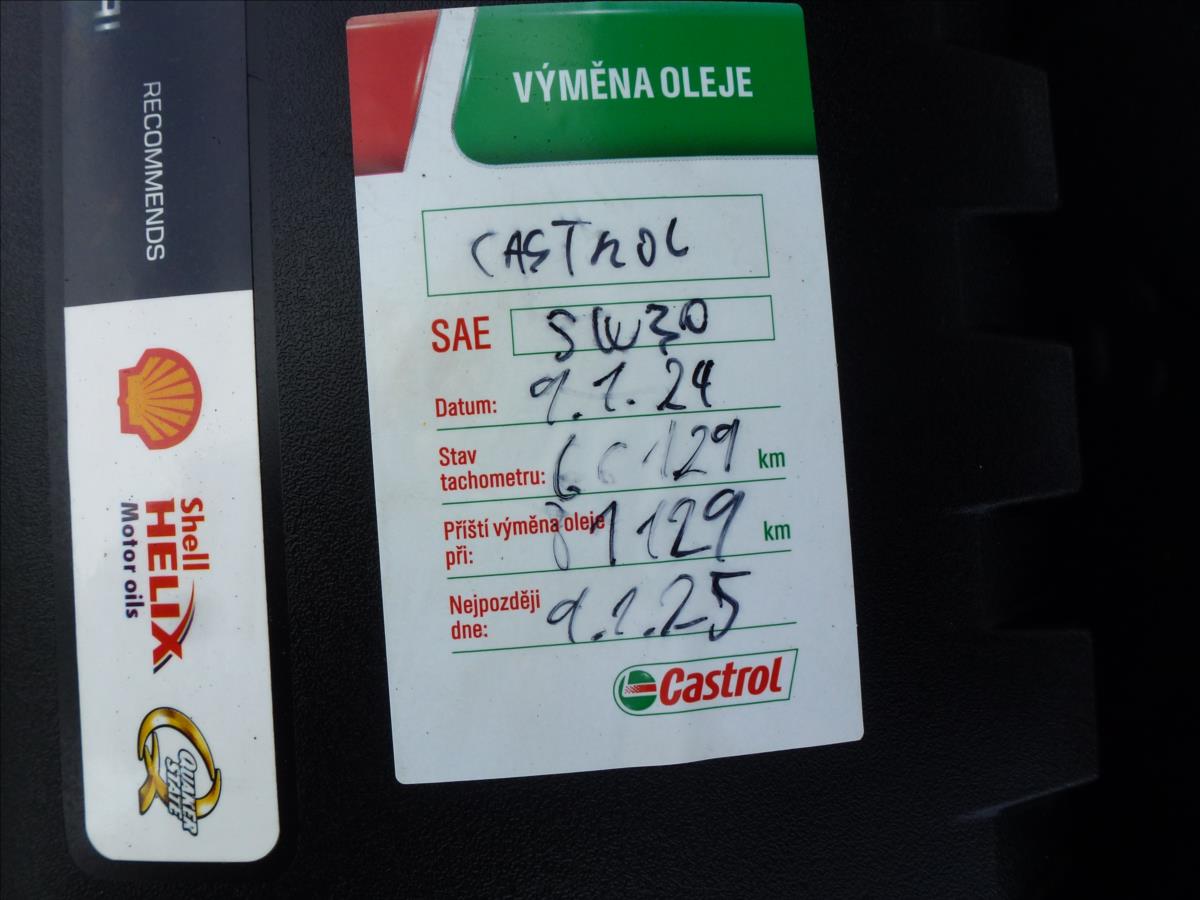 RECOMMENDS
Shell
HELIX
Motor oils
QUAKER
STATE
VÝMĚNA OLEJE
CASTROL
SAE 5W30
Datum: 9.1.24
Stav
tachometru: 66129 km
Příští výměna oleje
při: 81129 km
Nejpozději
dne: 9.1.25
Castrol